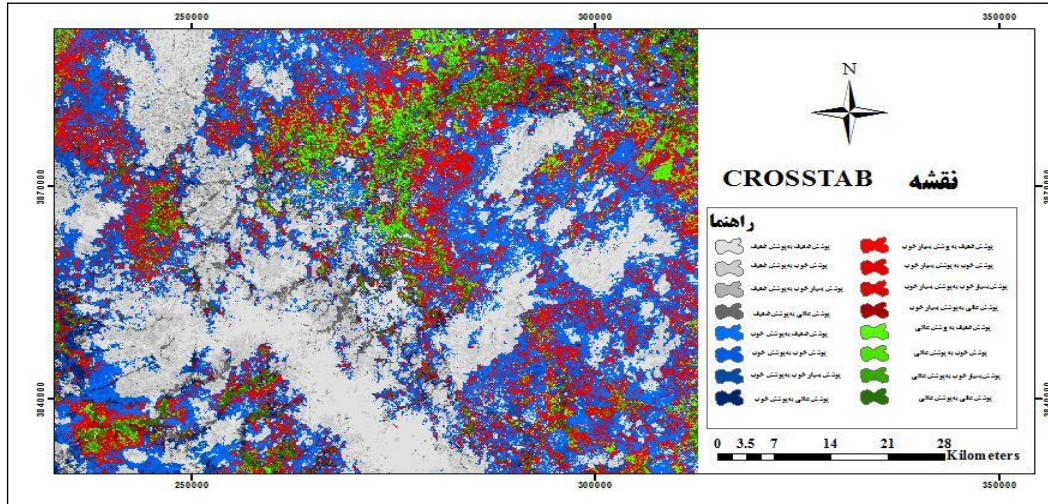 250000 300000 350000
N
CROSSTAB نقشه
3870000 3870000
راهنما
پوشش ضعیف به پوشش ضعیف
پوشش خوب به پوشش ضعیف
پوشش بسیار خوب به پوشش ضعیف
پوشش عالی به پوشش ضعیف
پوشش ضعیف به پوشش خوب
پوشش خوب به پوشش خوب
پوشش بسیار خوب به پوشش خوب
پوشش عالی به پوشش خوب
پوشش ضعیف به پوشش بسیار خوب
پوشش خوب به پوشش بسیار خوب
پوشش بسیار خوب به پوشش بسیار خوب
پوشش عالی به پوشش بسیار خوب
پوشش ضعیف به پوشش عالی
پوشش خوب به پوشش عالی
پوشش بسیار خوب به پوشش عالی
پوشش عالی به پوشش عالی
3840000 3840000
0 3.5 7 14 21 28
Kilometers
250000 300000 350000